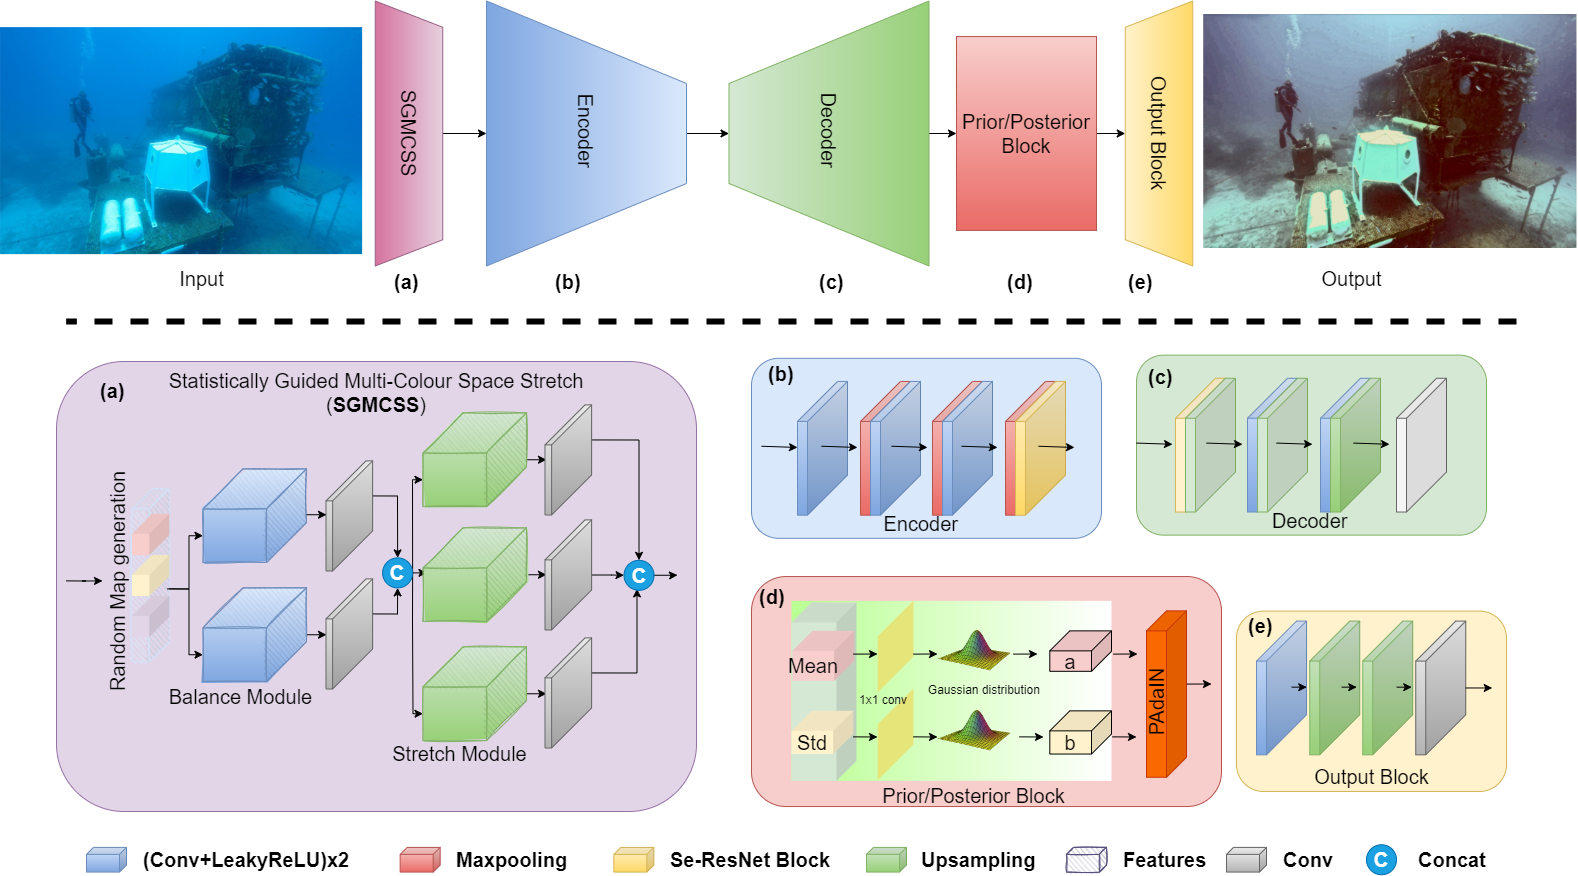 SGMCSS
Encoder
Decoder
Prior/Posterior
Block
Output Block
Input
(a)
(b)
(c)
(d)
(e)
Output
(a)
Statistically Guided Multi-Colour Space Stretch
(SGMCSS)
Random Map generation
Balance Module
C
Stretch Module
C
(b)
Encoder
(c)
Decoder
(d)
Mean
Std
1x1 conv
Gaussian distribution
a
b
PAdaIN
Prior/Posterior Block
(e)
Output Block
(Conv+LeakyReLU)x2
Maxpooling
Se-ResNet Block
Upsampling
Features
Conv
C
Concat